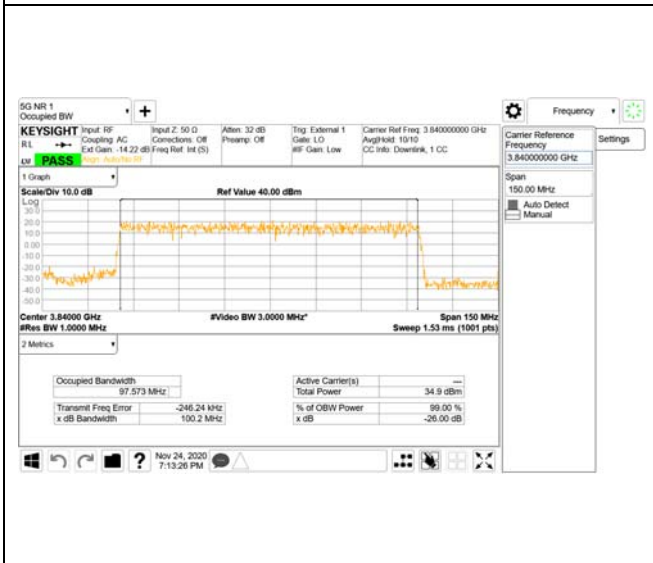 5G NR 1
Occupied BW
+
Frequency
KEYSIGHT Input: RF Input Z: 50 Ω Atten: 32 dB Trig: External 1 Carrier Ref Freq: 3.840000000 GHz
RL Coupling: AC Corrections: Off Preamp: Off Gate: LO Avg|Hold: 10/10
Ext Gain: -14.22 dB Freq Ref: Int (S) #IF Gain: Low CC Info: Downlink, 1 CC
PASS Align: Auto/No RF
Carrier Reference
Frequency
3.840000000 GHz
Settings
Span
150.00 MHz
Auto Detect
Manual
1 Graph
Scale/Div 10.0 dB Ref Value 40.00 dBm
Log
30.0
20.0
10.0
0.00
-10.0
-20.0
-30.0
-40.0
-50.0
Center 3.84000 GHz #Video BW 3.0000 MHz* Span 150 MHz
#Res BW 1.0000 MHz Sweep 1.53 ms (1001 pts)
2 Metrics
Occupied Bandwidth Active Carrier(s) ---
97.573 MHz Total Power 34.9 dBm
Transmit Freq Error -246.24 kHz % of OBW Power 99.00 %
x dB Bandwidth 100.2 MHz x dB -26.00 dB
? Nov 24, 2020
7:13:26 PM